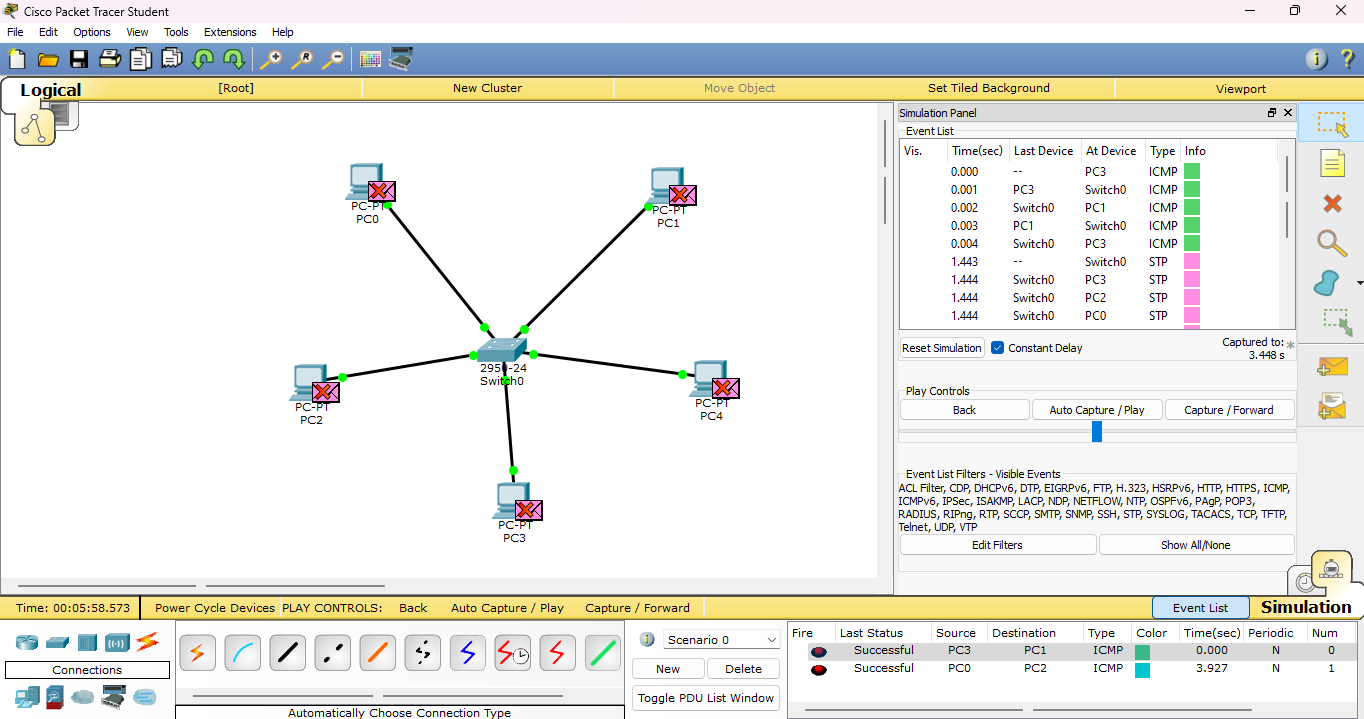 Cisco Packet Tracer Student
File Edit Options View Tools Extensions Help
Logical [Root] New Cluster Move Object Set Tiled Background Viewport
PC-PT
PC0
PC-PT
PC1
2950-24
Switch0
PC-PT
PC2
PC-PT
PC4
PC-PT
PC3
Simulation Panel
Event List
Vis. Time(sec) Last Device At Device Type Info
0.000 -- PC3 ICMP
0.001 PC3 Switch0 ICMP
0.002 Switch0 PC1 ICMP
0.003 PC1 Switch0 ICMP
0.004 Switch0 PC3 ICMP
1.443 -- Switch0 STP
1.444 Switch0 PC3 STP
1.444 Switch0 PC2 STP
1.444 Switch0 PC0 STP
Reset Simulation Constant Delay Captured to: *
3.448 s
Play Controls
Back Auto Capture / Play Capture / Forward
Event List Filters - Visible Events
ACL Filter, CDP, DHCPv6, DTP, EIGRPv6, FTP, H.323, HSRPv6, HTTP, HTTPS, ICMP,
ICMPv6, IPSec, ISAKMP, LACP, NDP, NETFLOW, NTP, OSPFv6, PAgP, POP3,
RADIUS, RIPng, RTP, SCCP, SMTP, SNMP, SSH, STP, SYSLOG, TACACS, TCP, TFTP,
Telnet, UDP, VTP
Edit Filters Show All/None
Time: 00:05:58.573 Power Cycle Devices PLAY CONTROLS: Back Auto Capture / Play Capture / Forward Event List Simulation
Connections
Automatically Choose Connection Type
Scenario 0
New Delete
Toggle PDU List Window
Fire Last Status Source Destination Type Color Time(sec) Periodic Num
Successful PC3 PC1 ICMP 0.000 N 0
Successful PC0 PC2 ICMP 3.927 N 1